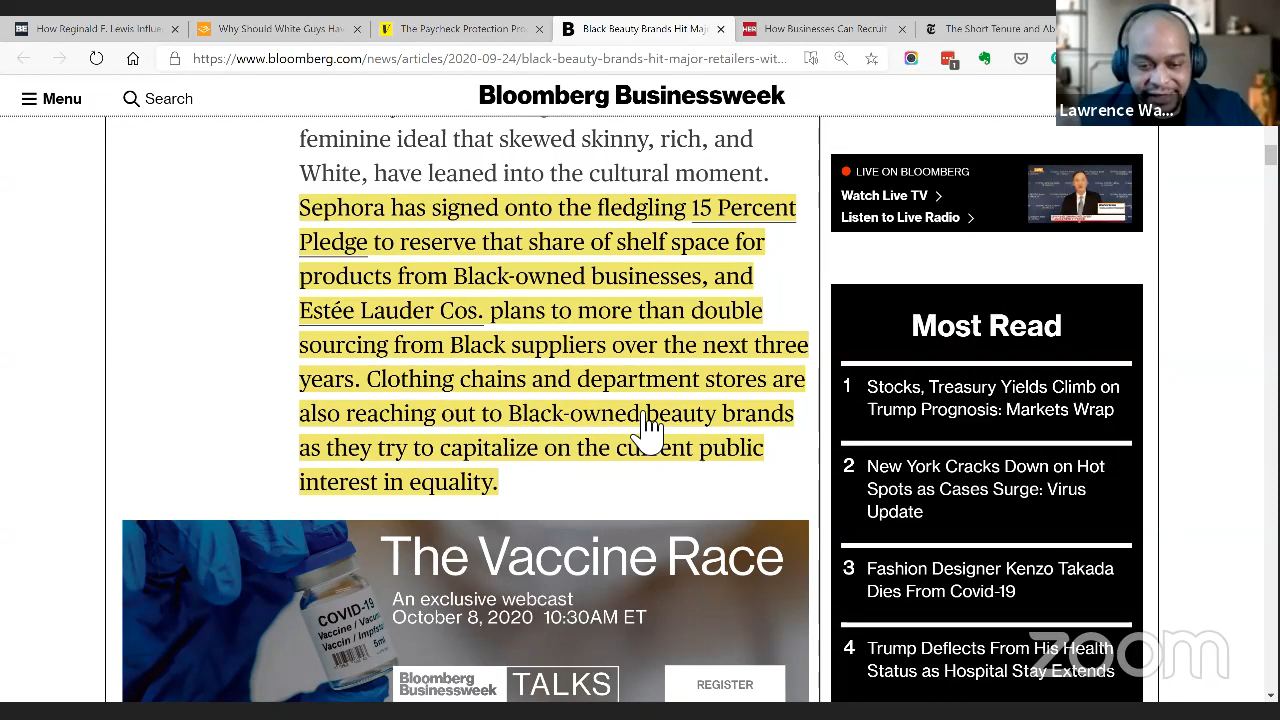 How Reginald F. Lewis Influen
Why Should White Guys Hav
The Paycheck Protection Pro
Black Beauty Brands Hit Maj
How Businesses Can Recruit
The Short Tenure and Ab
https://www.bloomberg.com/news/articles/2020-09-24/black-beauty-brands-hit-major-retailers-wit...
1
Menu
Search
Bloomberg Businessweek
Lawrence Wa...
feminine ideal that skewed skinny, rich, and
White, have leaned into the cultural moment.
Sephora has signed onto the fledgling 15 Percent
Pledge to reserve that share of shelf space for
products from Black-owned businesses, and
Estée Lauder Cos. plans to more than double
sourcing from Black suppliers over the next three
years. Clothing chains and department stores are
also reaching out to Black-owned beauty brands
as they try to capitalize on the current public
interest in equality.
The Vaccine Race
An exclusive webcast
October 8, 2020 10:30AM ET
COVID-19
Vaccine / Vacu
Vaccin / Impfst
5ml
Bloomberg
Businessweek
TALKS
REGISTER
LIVE ON BLOOMBERG
Watch Live TV
Listen to Live Radio
Most Read
1 Stocks, Treasury Yields Climb on
Trump Prognosis: Markets Wrap
2 New York Cracks Down on Hot
Spots as Cases Surge: Virus
Update
3 Fashion Designer Kenzo Takada
Dies From Covid-19
4 Trump Deflects From His Health
Status as Hospital Stay Extends
zoom